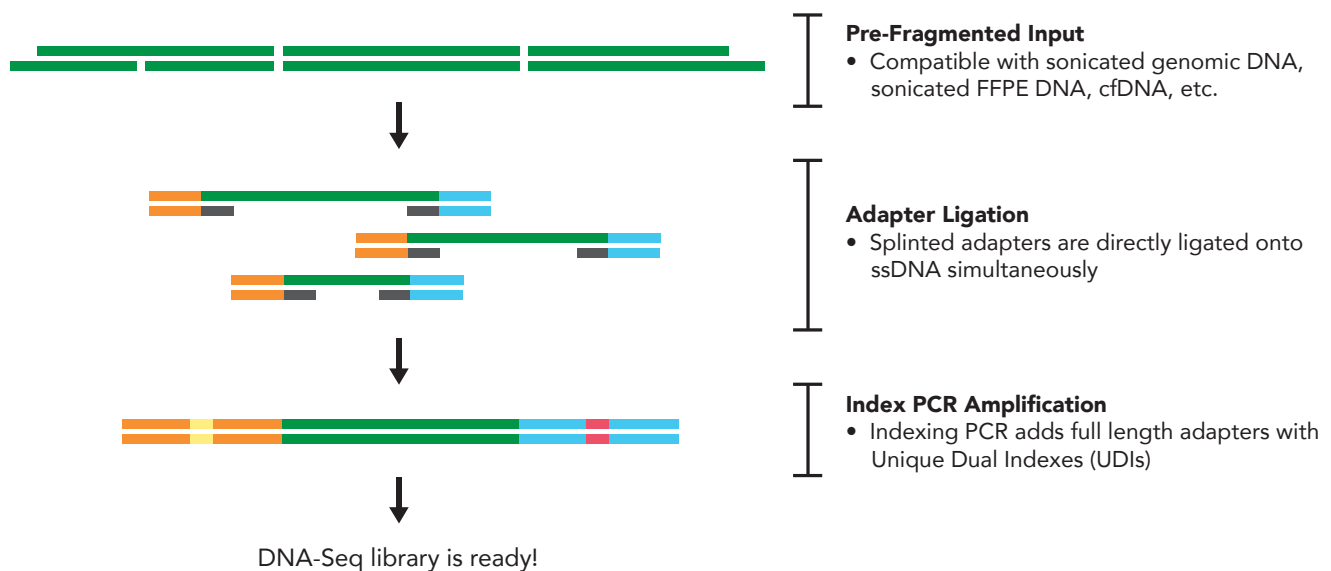 Pre-Fragmented Input
• Compatible with sonicated genomic DNA,
sonicated FFPE DNA, cfDNA, etc.
Adapter Ligation
• Splinted adapters are directly ligated onto
ssDNA simultaneously
Index PCR Amplification
• Indexing PCR adds full length adapters with
Unique Dual Indexes (UDIs)
DNA-Seq library is ready!